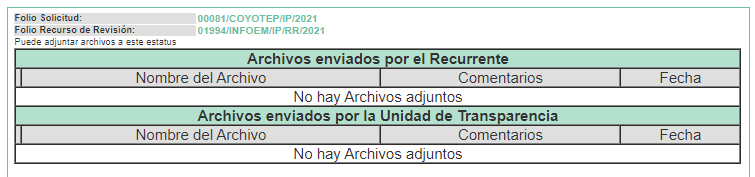 Folio Solicitud: 00081/COYOTEP/IP/2021
Folio Recurso de Revisión: 01994/INFOEM/IP/RR/2021
Puede adjuntar archivos a este estatus
Archivos enviados por el Recurrente
Nombre del Archivo Comentarios Fecha
No hay Archivos adjuntos
Archivos enviados por la Unidad de Transparencia
Nombre del Archivo Comentarios Fecha
No hay Archivos adjuntos